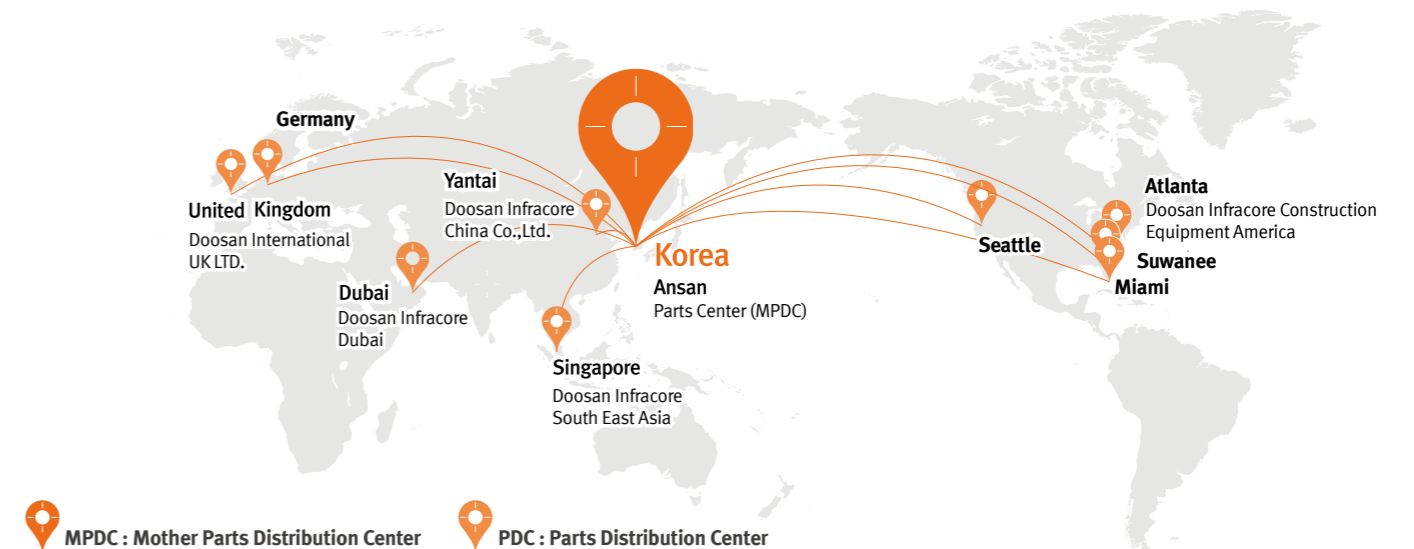 Germany
United Kingdom
Doosan International
UK LTD.
Yantai
Doosan Infracore
China Co.,Ltd.
Dubai
Doosan Infracore
Dubai
Korea
Ansan
Parts Center (MPDC)
Singapore
Doosan Infracore
South East Asia
Seattle
Atlanta
Doosan Infracore Construction
Equipment America
Suwanee
Miami
MPDC : Mother Parts Distribution Center
PDC : Parts Distribution Center